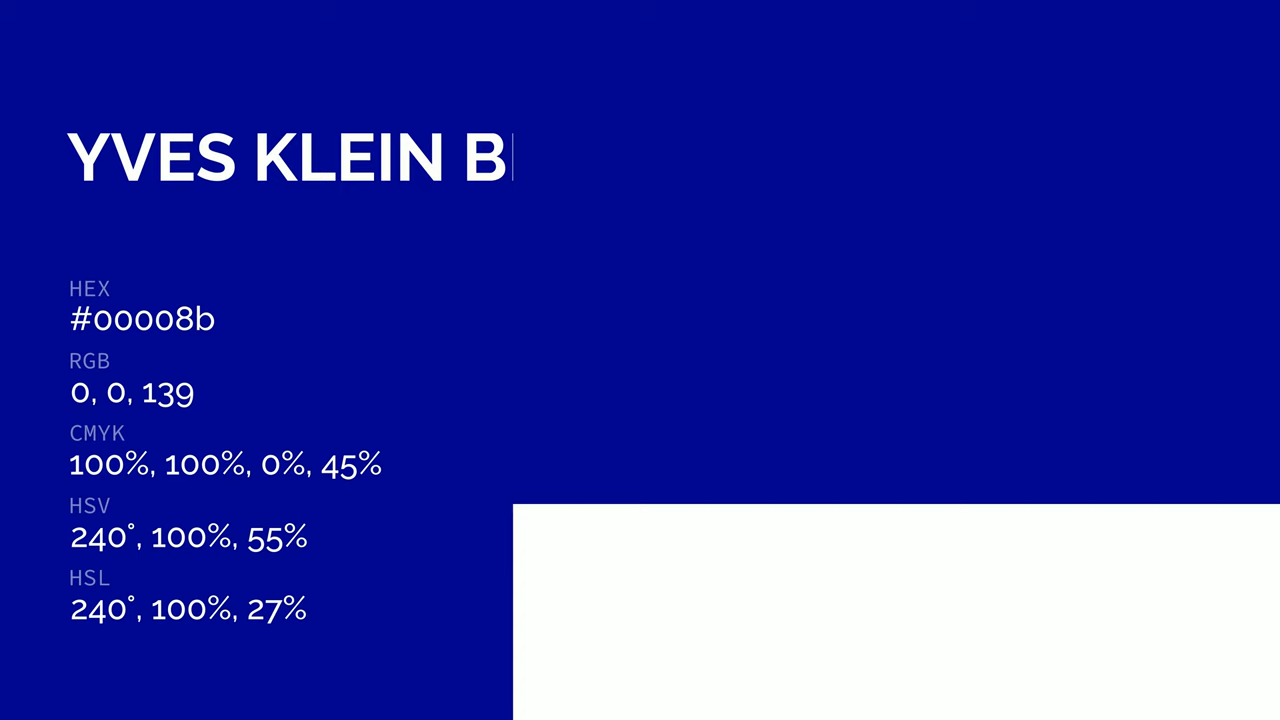 YVES KLEIN B
HEX
#00008b
RGB
0, 0, 139
CMYK
100%, 100%, 0%, 45%
HSV
240°, 100%, 55%
HSL
240°, 100%, 27%